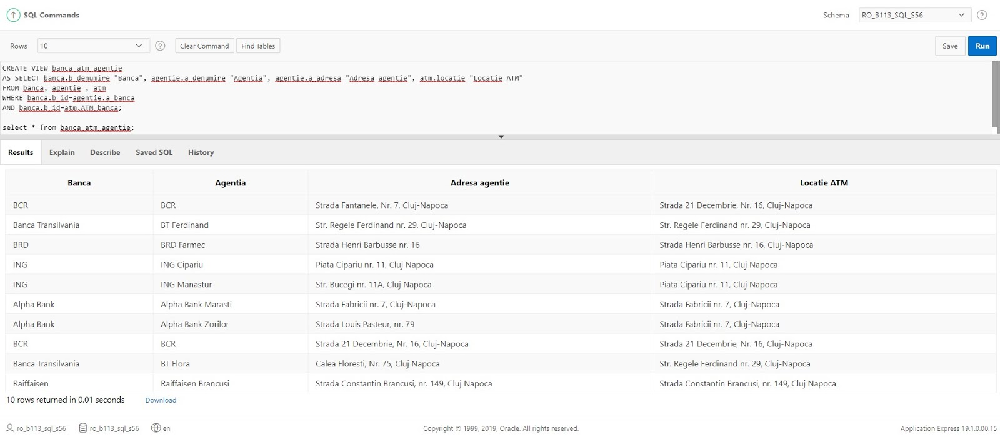 SQL Commands
Schema RO_B113_SQL_S56
Rows 10 Clear Command Find Tables Save Run
CREATE VIEW banca_atm_agentie
AS SELECT banca.b_denumire "Banca", agentie.a_denumire "Agentia", agentie.a_adresa "Adresa agentie", atm.locatie "Locatie ATM"
FROM banca, agentie , atm
WHERE banca.b_id=agentie.a_banca
AND banca.b_id=atm.ATM_banca;
select * from banca_atm_agentie;
Results Explain Describe Saved SQL History
Banca Agentia Adresa agentie Locatie ATM
BCR BCR Strada Fantanele, Nr. 7, Cluj-Napoca Strada 21 Decembrie, Nr. 16, Cluj-Napoca
Banca Transilvania BT Ferdinand Str. Regele Ferdinand nr. 29, Cluj-Napoca Str. Regele Ferdinand nr. 29, Cluj-Napoca
BRD BRD Farmec Strada Henri Barbusse nr. 16 Strada Henri Barbusse nr. 16, Cluj-Napoca
ING ING Cipariu Piata Cipariu nr. 11, Cluj Napoca Piata Cipariu nr. 11, Cluj Napoca
ING ING Manastur Str. Bucegi nr. 11A, Cluj Napoca Piata Cipariu nr. 11, Cluj Napoca
Alpha Bank Alpha Bank Marasti Strada Fabricii nr. 7, Cluj-Napoca Strada Fabricii nr. 7, Cluj-Napoca
Alpha Bank Alpha Bank Zorilor Strada Louis Pasteur, nr. 79 Strada Fabricii nr. 7, Cluj-Napoca
BCR BCR Strada 21 Decembrie, Nr. 16, Cluj-Napoca Strada 21 Decembrie, Nr. 16, Cluj-Napoca
Banca Transilvania BT Flora Calea Floresti, Nr. 75, Cluj Napoca Str. Regele Ferdinand nr. 29, Cluj-Napoca
Raiffaisen Raiffaisen Brancusi Strada Constantin Brancusi, nr. 149, Cluj Napoca Strada Constantin Brancusi, nr. 149, Cluj Napoca
10 rows returned in 0.01 seconds Download
ro_b113_sql_s56 ro_b113_sql_s56 en Copyright © 1999, 2019, Oracle. All rights reserved. Application Express 19.1.0.00.15